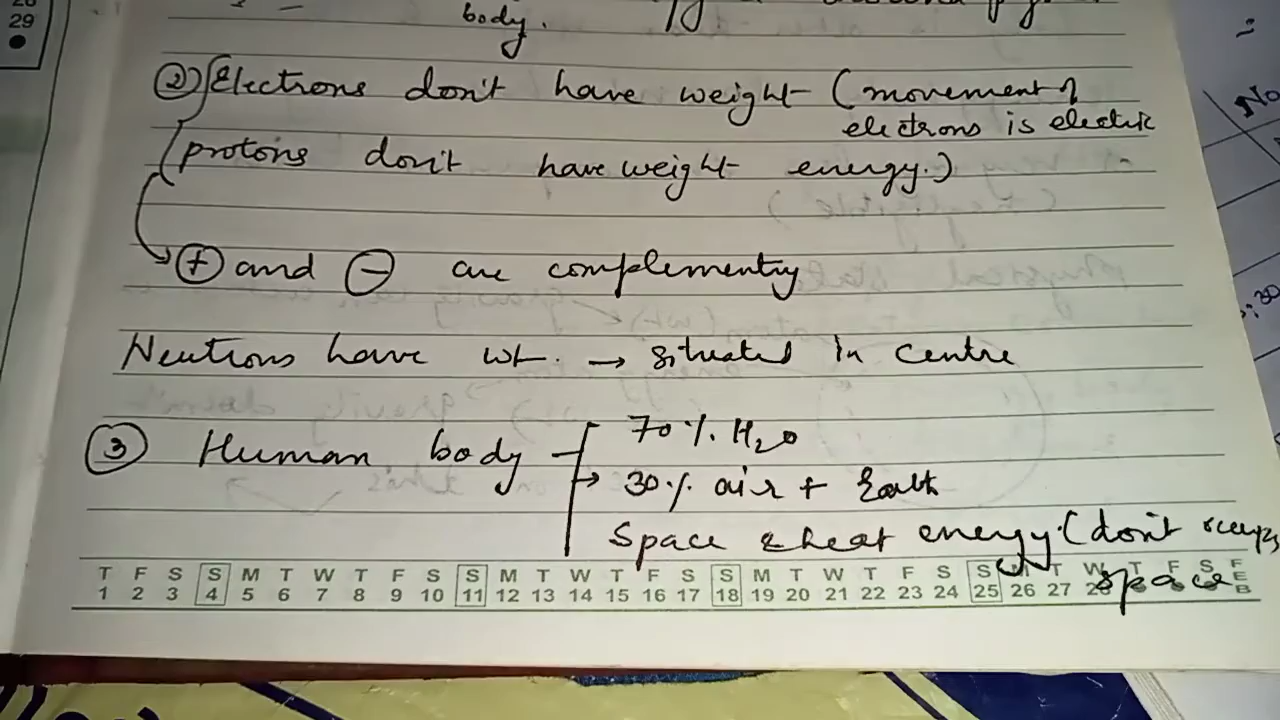 29
body.
② Electrons don't have weight (movement of
electrons is electric
(protons don't have weight energy.)
⊕ and ⊖ are complementry
Neutrons have wt. → situated in centre
③ Human body
70% H₂O
→ 30% air + Earth
Space & heat energy. (don't occupy
space
T F S S M T W T F S S M T W T F S S M T W T F S S T W T F S F E B
1 2 3 4 5 6 7 8 9 10 11 12 13 14 15 16 17 18 19 20 21 22 23 24 25 26 27
No